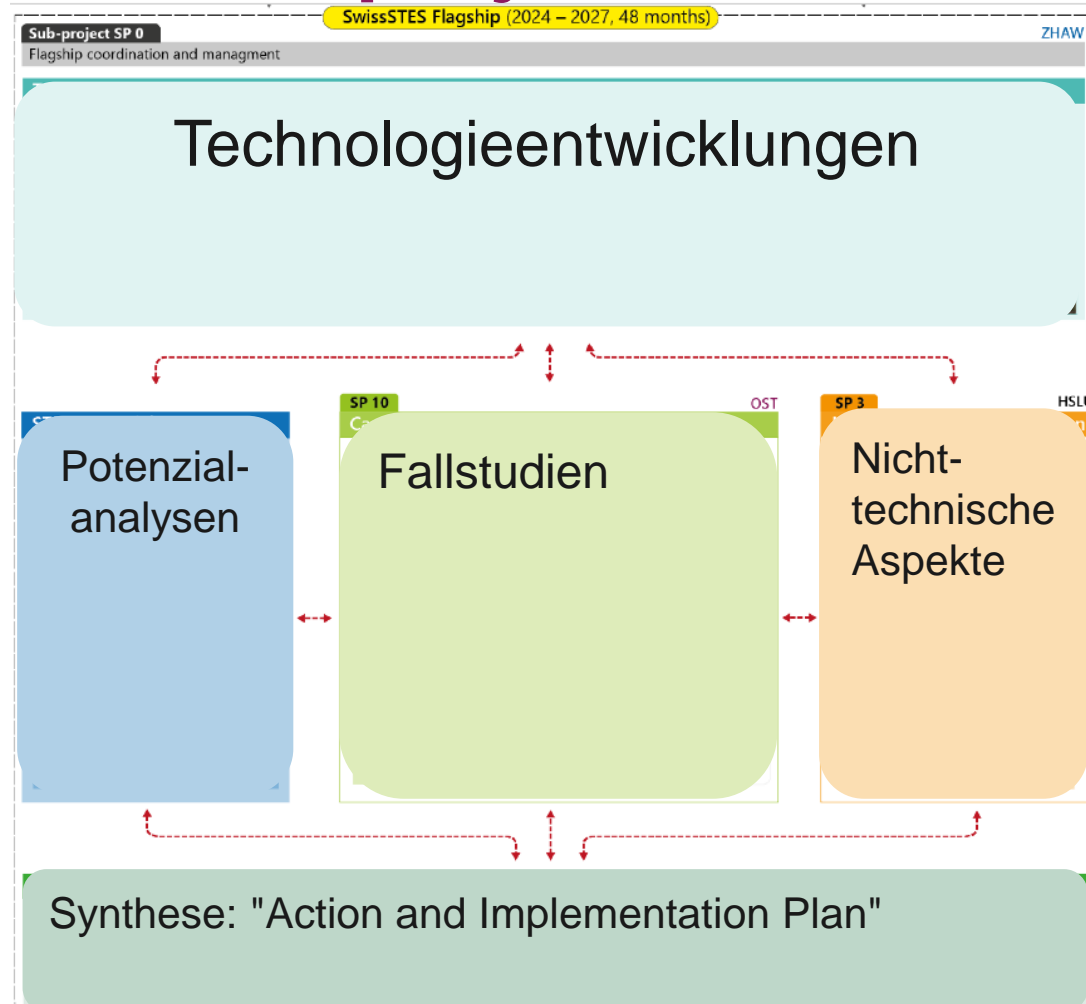 SwissSTES Flagship (2024 – 2027, 48 months)
Sub-project SP 0
ZHAW
Flagship coordination and managment
Technologieentwicklungen
SP 10
OST
SP 3
HSLU
Potenzial-
analysen
Fallstudien
Nicht-
technische
Aspekte
Synthese: "Action and Implementation Plan"